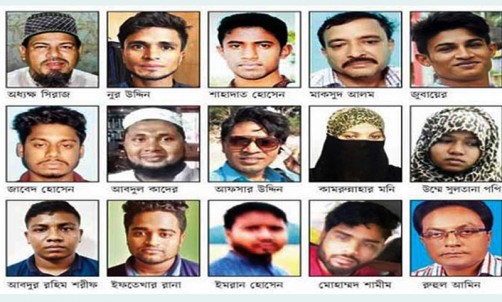 অধ্যক্ষ সিরাজ নুর উদ্দিন শাহাদাত হোসেন মাকসুদ আলম জুবায়ের
জাবেদ হোসেন আবদুল কাদের আফসার উদ্দিন কামরুন্নাহার মনি উম্মে সুলতানা পপি
আবদুর রহিম শরীফ ইফতেখার রানা ইমরান হোসেন মোহাম্মদ শামীম রুহুল আমিন